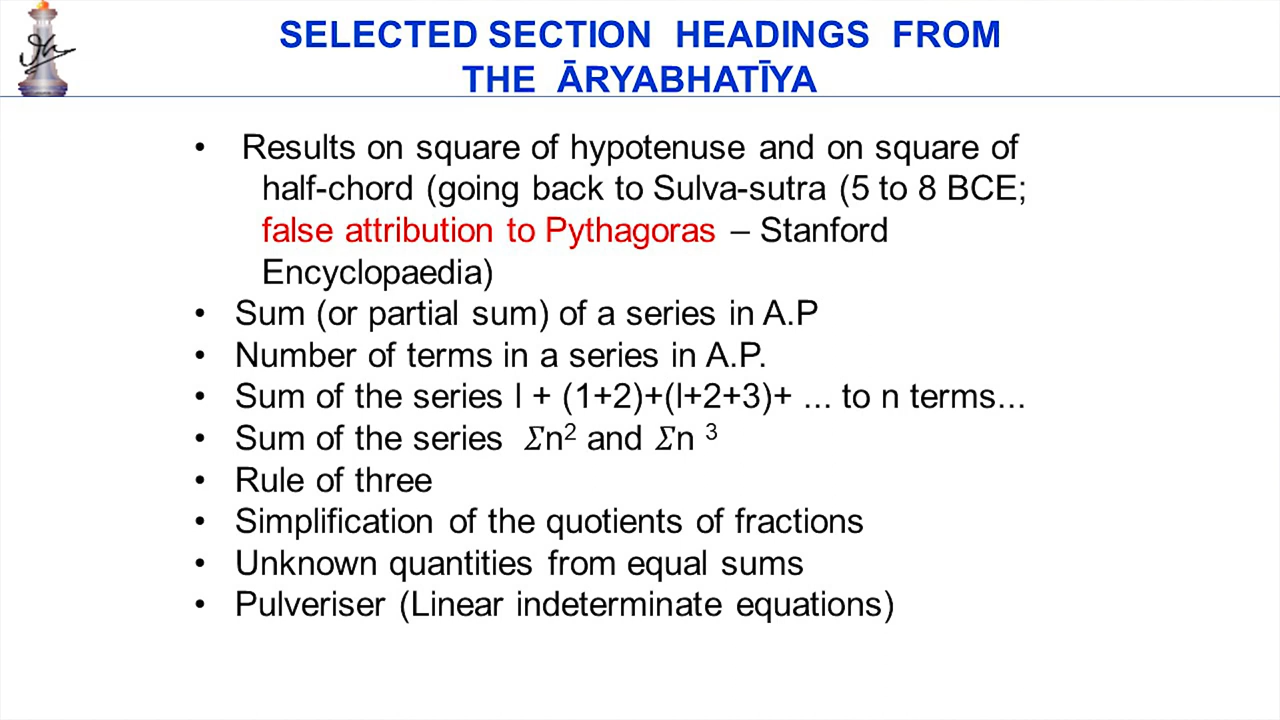 SELECTED SECTION HEADINGS FROM
THE ĀRYABHATĪYA
• Results on square of hypotenuse and on square of
half-chord (going back to Sulva-sutra (5 to 8 BCE;
false attribution to Pythagoras – Stanford
Encyclopaedia)
• Sum (or partial sum) of a series in A.P
• Number of terms in a series in A.P.
• Sum of the series l + (1+2)+(l+2+3)+ ... to n terms...
• Sum of the series Σn² and Σn ³
• Rule of three
• Simplification of the quotients of fractions
• Unknown quantities from equal sums
• Pulveriser (Linear indeterminate equations)